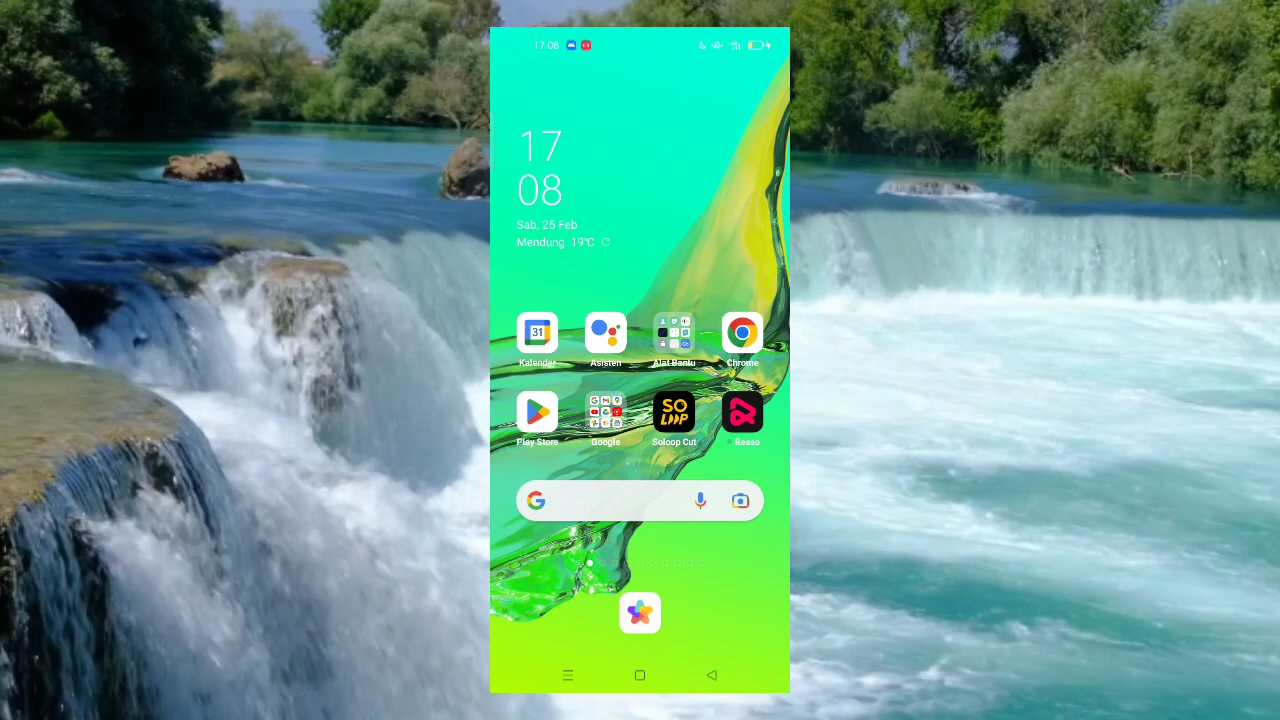 17.08
17
08
Sab, 25 Feb
Mendung 19°C
31
Kalender
Asisten
Alat Bantu
Chrome
SO
LOOP
Play Store
Google
Soloop Cut
Resso